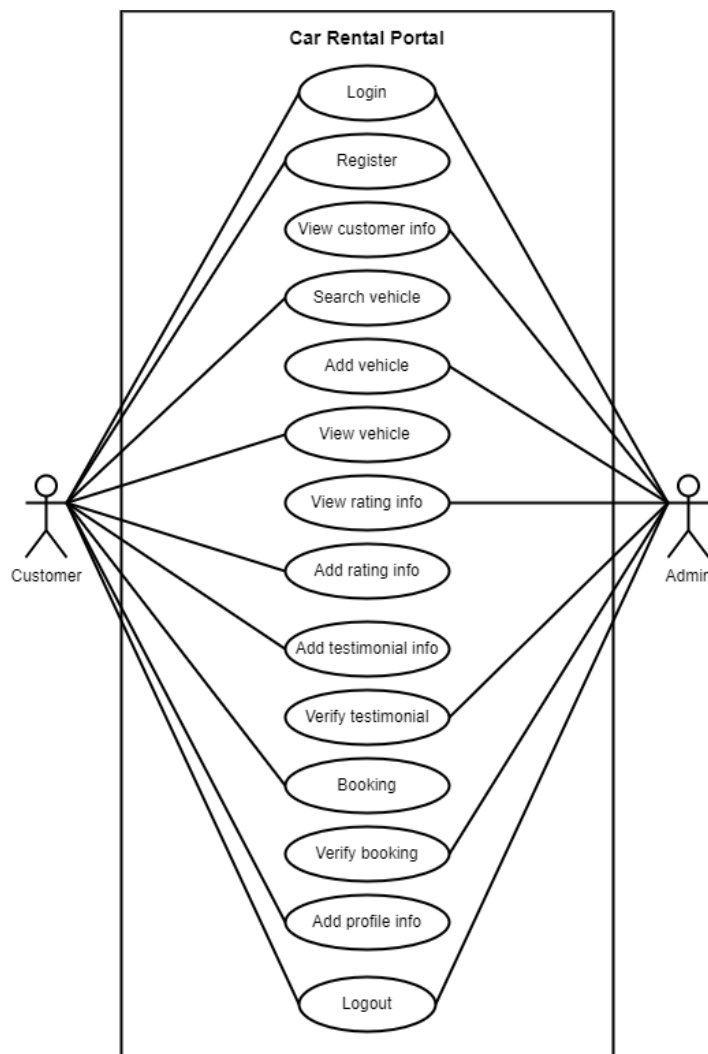 Car Rental Portal
Login
Register
View customer info
Search vehicle
Add vehicle
View vehicle
View rating info
Add rating info
Customer
Admin
Add testimonial info
Verify testimonial
Booking
Verify booking
Add profile info
Logout